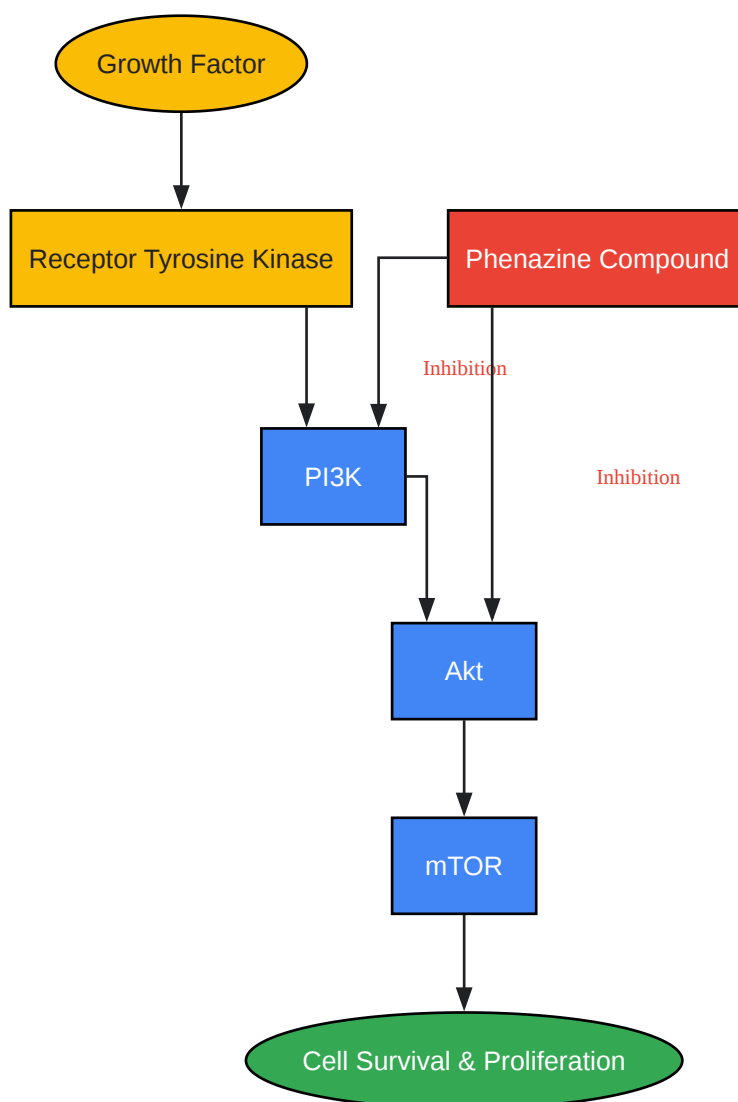 Growth Factor
Receptor Tyrosine Kinase
Phenazine Compound
Inhibition
PI3K
Inhibition
Akt
mTOR
Cell Survival & Proliferation